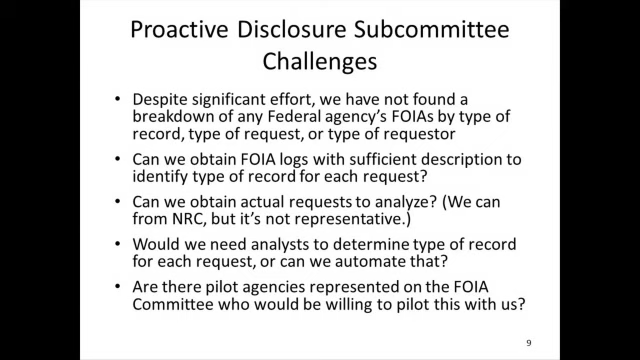 Proactive Disclosure Subcommittee
Challenges
• Despite significant effort, we have not found a
breakdown of any Federal agency's FOIAs by type of
record, type of request, or type of requestor
• Can we obtain FOIA logs with sufficient description to
identify type of record for each request?
• Can we obtain actual requests to analyze? (We can
from NRC, but it's not representative.)
• Would we need analysts to determine type of record
for each request, or can we automate that?
• Are there pilot agencies represented on the FOIA
Committee who would be willing to pilot this with us?
9